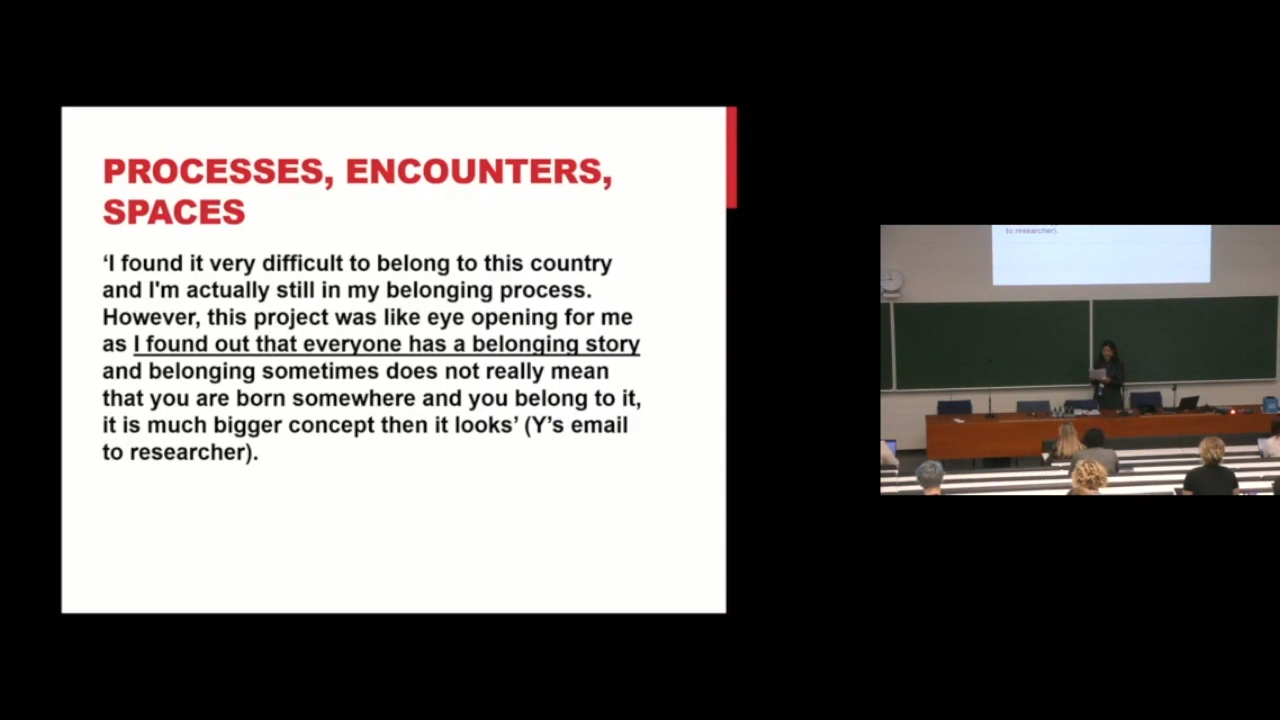 PROCESSES, ENCOUNTERS,
SPACES
‘I found it very difficult to belong to this country
and I'm actually still in my belonging process.
However, this project was like eye opening for me
as I found out that everyone has a belonging story
and belonging sometimes does not really mean
that you are born somewhere and you belong to it,
it is much bigger concept then it looks’ (Y’s email
to researcher).
to researcher).